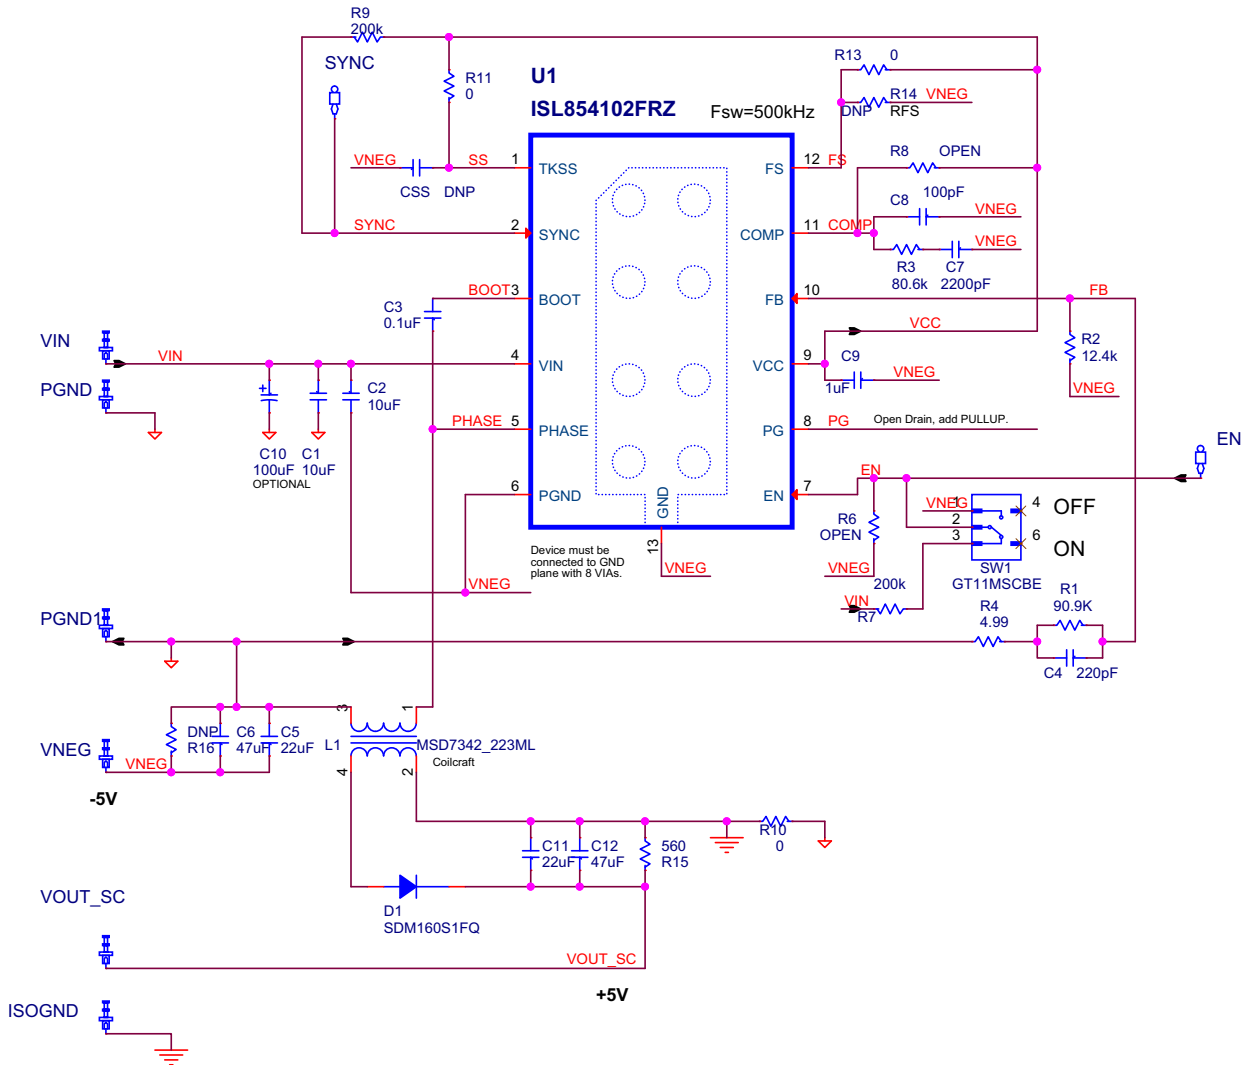 R9
200k
SYNC
R11
0
U1
ISL854102FRZ
Fsw=500kHz
R13 0
R14 VNEG
DNP RFS
VNEG SS 1 TKSS
CSS DNP
FS 12 FS
R8 OPEN
C8 100pF
VNEG
SYNC 2 SYNC
COMP 11 COMP
VNEG
R3 C7
80.6k 2200pF
BOOT 3 BOOT
C3
0.1uF
FB 10 FB
VCC
R2
12.4k
VNEG
VIN
VIN 4 VIN
VCC 9 C9
1uF VNEG
PGND
C2
10uF
PHASE 5 PHASE
PG 8 PG Open Drain, add PULLUP.
C10 C1
100uF 10uF
OPTIONAL
EN
EN
6 PGND
GND
EN 7
VNEG 1 4 OFF
2
3 6 ON
R6
OPEN
13
Device must be
connected to GND
plane with 8 VIAs.
VNEG
VNEG
VNEG
SW1
GT11MSCBE
200k
VIN
R7
PGND1
R4
4.99
R1
90.9K
C4 220pF
3 1
DNP C6 C5
R16 47uF 22uF
L1 MSD7342_223ML
Coilcraft
4 2
VNEG
VNEG
-5V
C11 C12 560
22uF 47uF R15
R10
0
VOUT_SC
D1
SDM160S1FQ
VOUT_SC
+5V
ISOGND